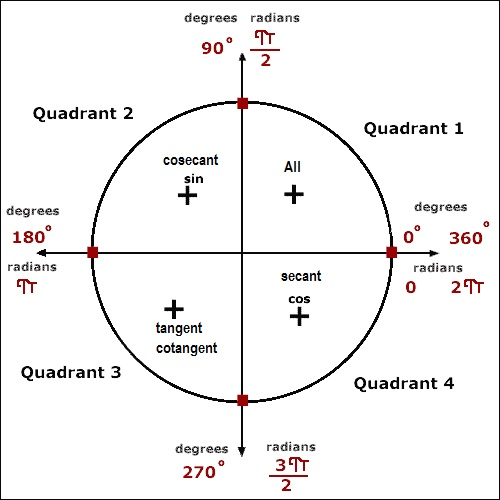 degrees radians
90° π/2
Quadrant 2
Quadrant 1
cosecant
sin
+
All
+
degrees
180°
radians
π
degrees
0° 360°
radians
0 2π
secant
cos
+
+
tangent
cotangent
Quadrant 3
Quadrant 4
degrees radians
270° 3π/2